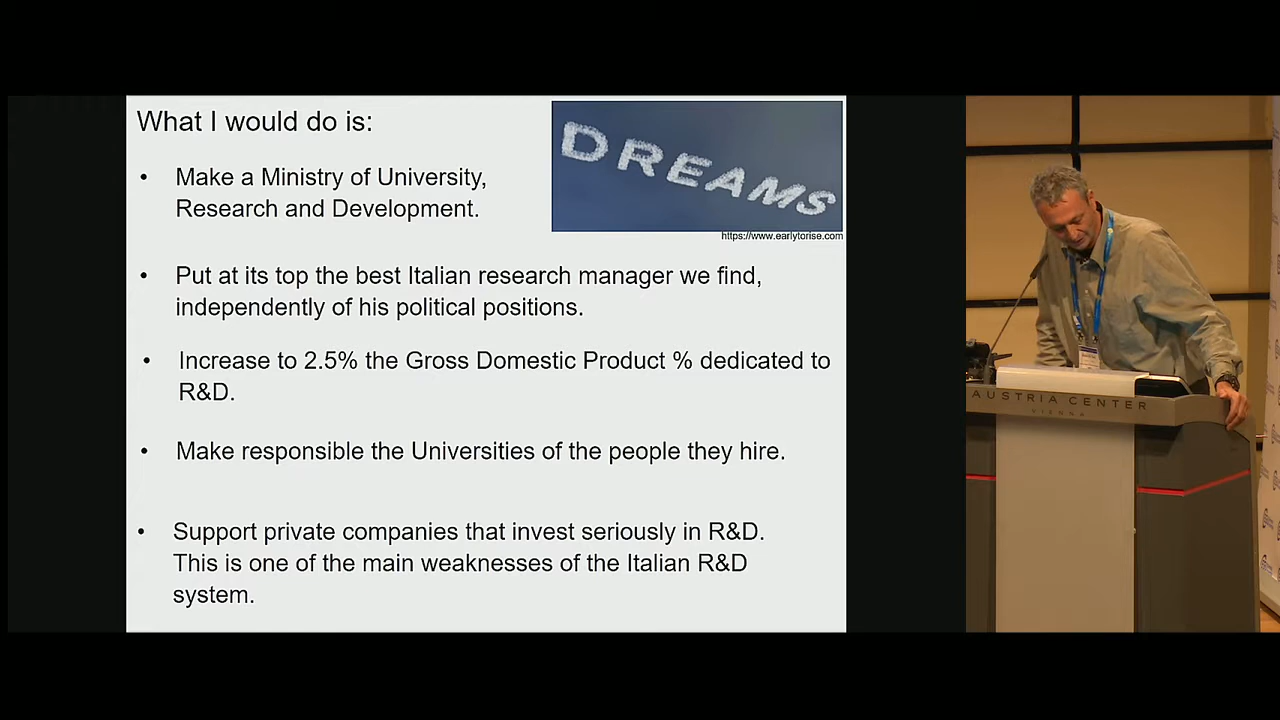 What I would do is:
DREAMS
https://www.earlytorise.com
• Make a Ministry of University,
Research and Development.
• Put at its top the best Italian research manager we find,
independently of his political positions.
• Increase to 2.5% the Gross Domestic Product % dedicated to
R&D.
• Make responsible the Universities of the people they hire.
• Support private companies that invest seriously in R&D.
This is one of the main weaknesses of the Italian R&D
system.
AUSTRIA CENTER
VIENNA